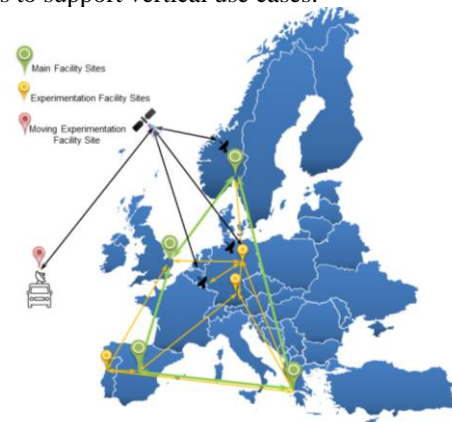 s to support vertical use cases.
Main Facility Sites
Experimentation Facility Sites
Moving Experimentation
Facility Site